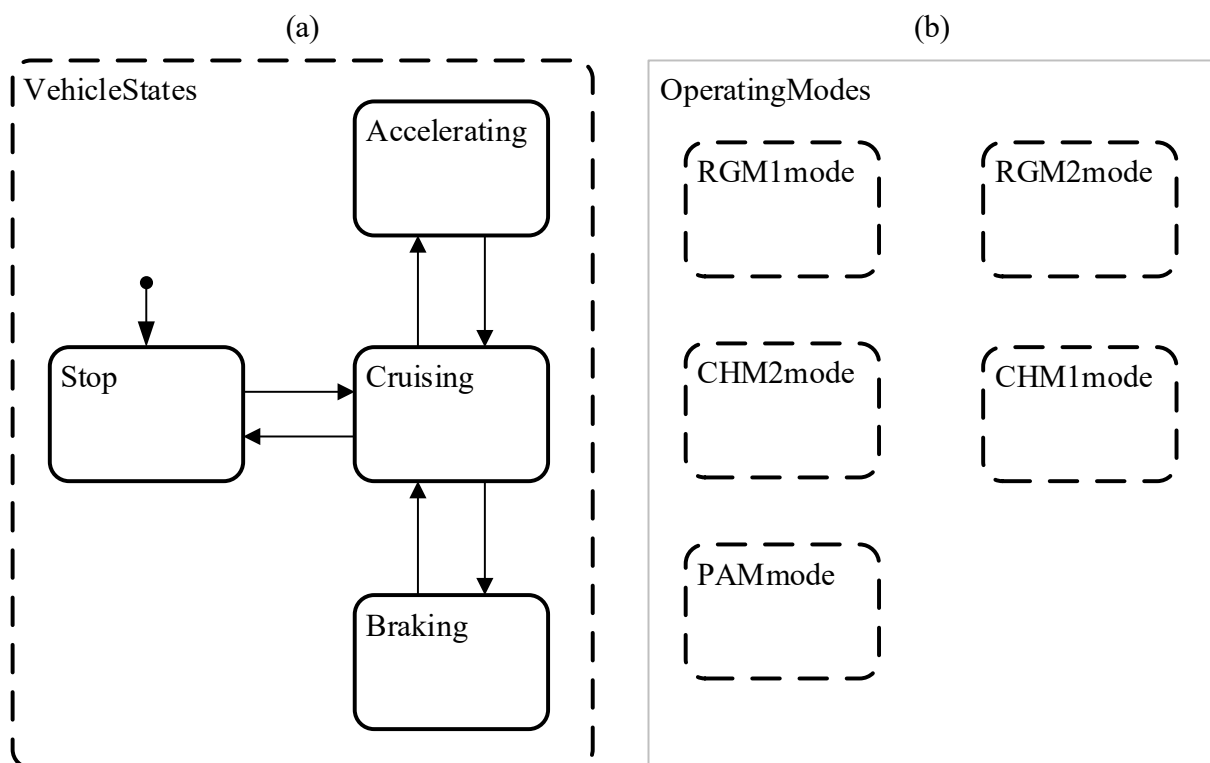 (a)
VehicleStates
Accelerating
Stop
Cruising
Braking
(b)
OperatingModes
RGM1mode
RGM2mode
CHM2mode
CHM1mode
PAMmode